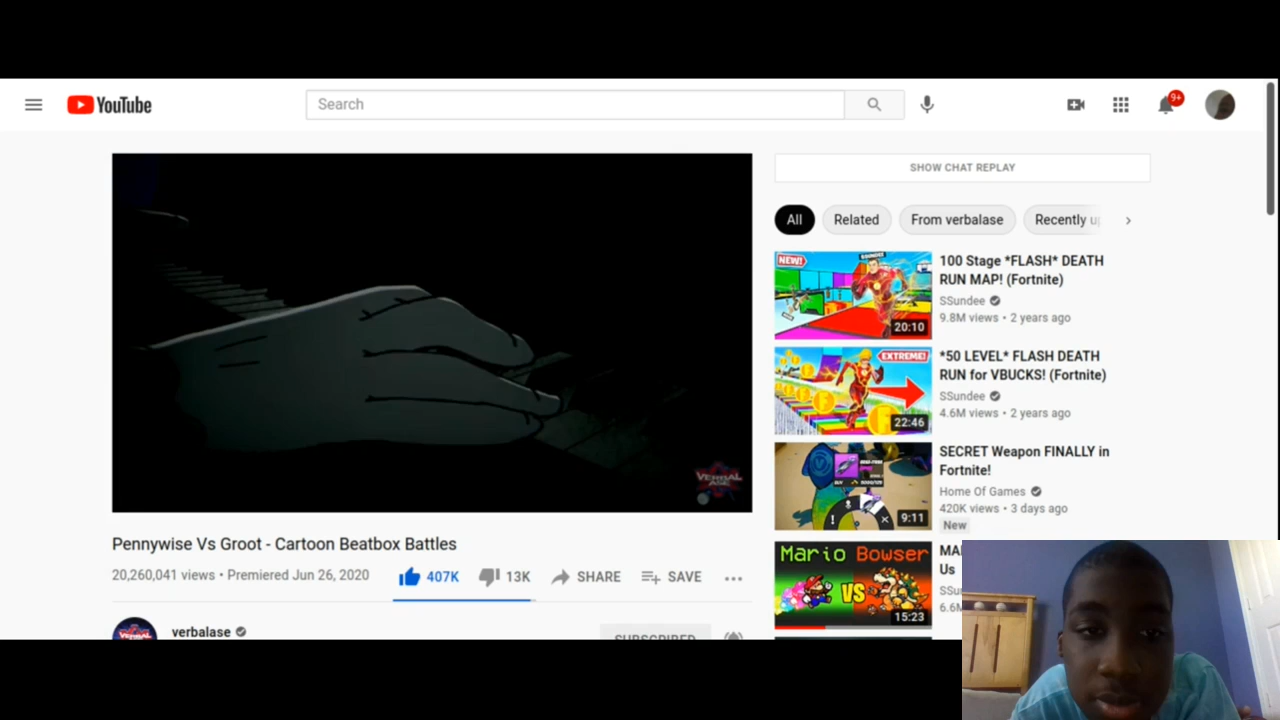 YouTube
Search
9+
SHOW CHAT REPLAY
All
Related
From verbalase
Recently
NEW!
20:10
100 Stage *FLASH* DEATH
RUN MAP! (Fortnite)
SSundee
9.8M views • 2 years ago
EXTREME!
22:46
*50 LEVEL* FLASH DEATH
RUN for VBUCKS! (Fortnite)
SSundee
4.6M views • 2 years ago
9:11
SECRET Weapon FINALLY in
Fortnite!
Home Of Games
420K views • 3 days ago
New
VERBAL
ASE
Pennywise Vs Groot - Cartoon Beatbox Battles
20,260,041 views • Premiered Jun 26, 2020
407K
13K
SHARE
SAVE
Mario Bowser
VS
15:23
Us
verbalase
SUBSCRIBED